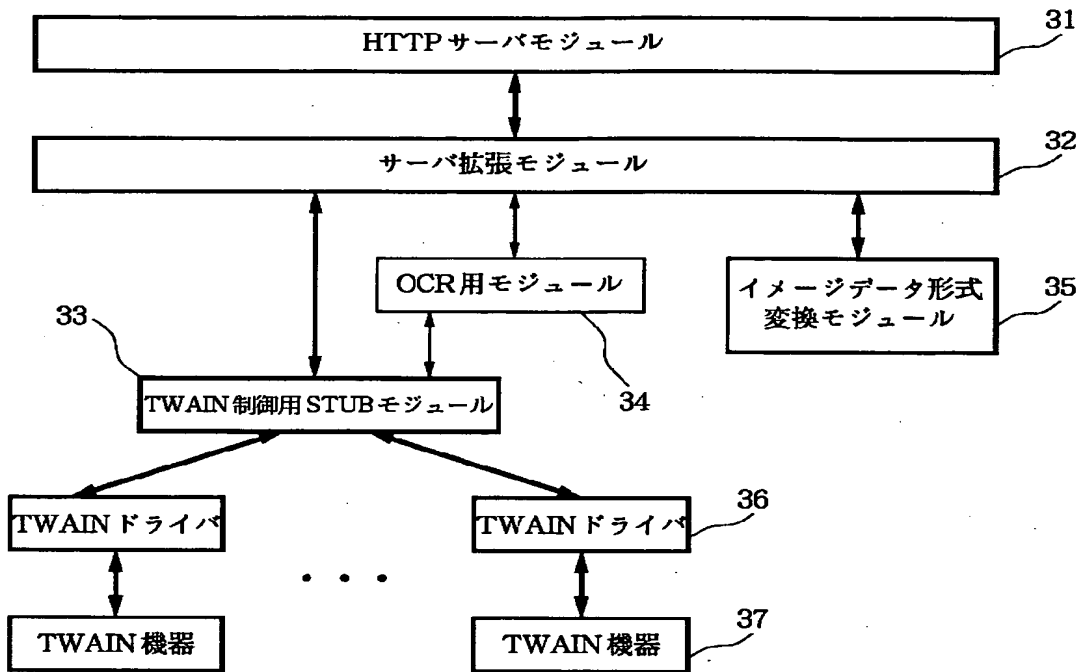 HTTPサーバモジュール
31
サーバ拡張モジュール
32
OCR用モジュール
34
イメージデータ形式
変換モジュール
35
33
TWAIN制御用STUBモジュール
TWAINドライバ
TWAINドライバ
36
・・・
TWAIN機器
TWAIN機器
37